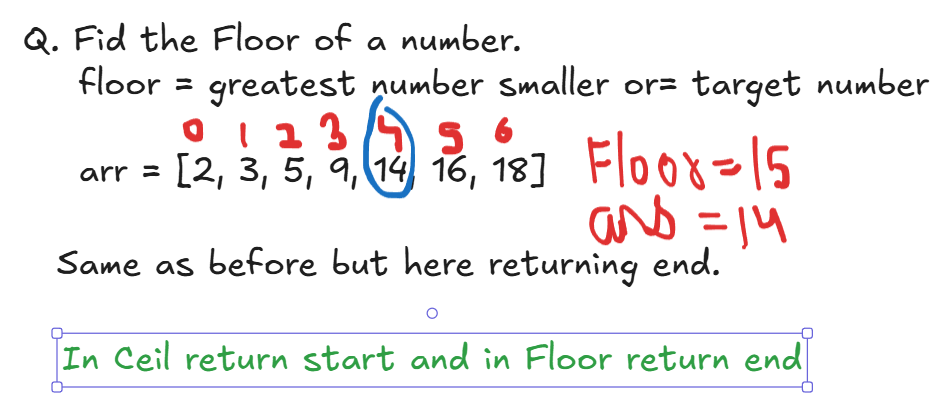 Q. Fid the Floor of a number.
floor = greatest number smaller or= target number
0 1 2 3 4 5 6
arr = [2, 3, 5, 9, 14, 16, 18]
Floor = 15
ans = 14
Same as before but here returning end.
In Ceil return start and in Floor return end